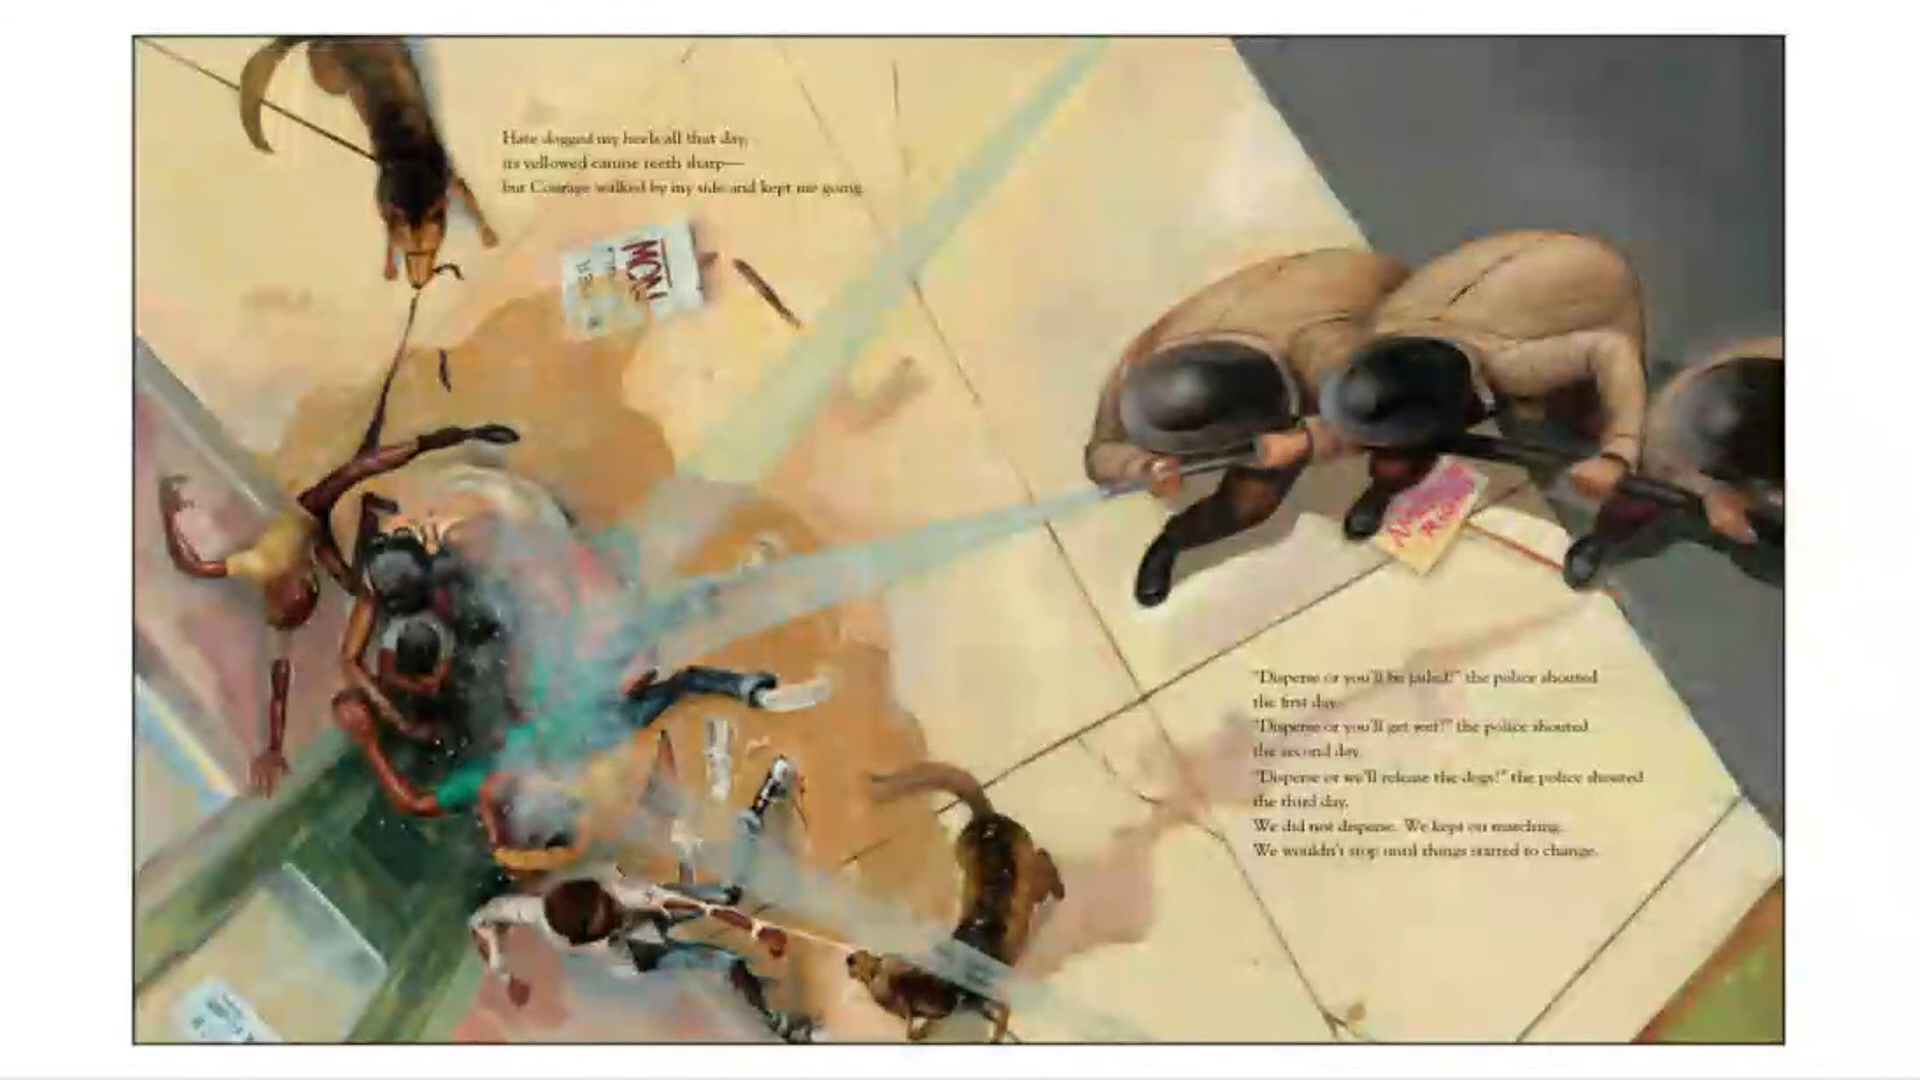 Hate dogged my heels all that day,
its yellowed canine teeth sharp—
but Courage walked by my side and kept me going.
MEN
"Disperse or you'll be jailed!" the police shouted
the first day.
"Disperse or you'll get wet!" the police shouted
the second day.
"Disperse or we'll release the dogs!" the police shouted
the third day.
We did not disperse. We kept on marching.
We wouldn't stop until things started to change.